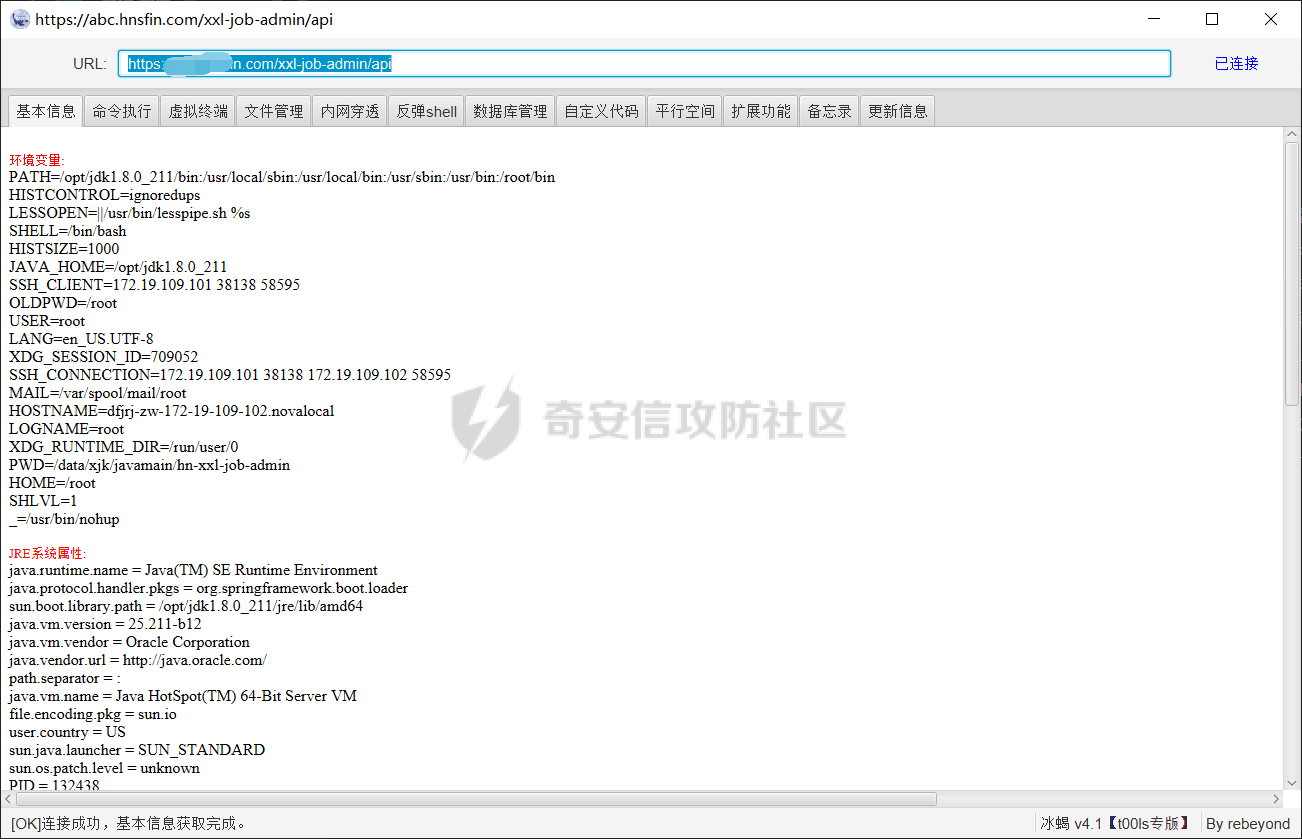 https://abc.hnsfin.com/xxl-job-admin/api
URL: https: n.com/xxl-job-admin/api 已连接
基本信息 命令执行 虚拟终端 文件管理 内网穿透 反弹shell 数据库管理 自定义代码 平行空间 扩展功能 备忘录 更新信息
环境变量:
PATH=/opt/jdk1.8.0_211/bin:/usr/local/sbin:/usr/local/bin:/usr/sbin:/usr/bin:/root/bin
HISTCONTROL=ignoredups
LESSOPEN=||/usr/bin/lesspipe.sh %s
SHELL=/bin/bash
HISTSIZE=1000
JAVA_HOME=/opt/jdk1.8.0_211
SSH_CLIENT=172.19.109.101 38138 58595
OLDPWD=/root
USER=root
LANG=en_US.UTF-8
XDG_SESSION_ID=709052
SSH_CONNECTION=172.19.109.101 38138 172.19.109.102 58595
MAIL=/var/spool/mail/root
HOSTNAME=dfjrj-zw-172-19-109-102.novalocal
LOGNAME=root
XDG_RUNTIME_DIR=/run/user/0
PWD=/data/xjk/javamain/hn-xxl-job-admin
HOME=/root
SHLVL=1
_=/usr/bin/nohup
奇安信攻防社区
JRE系统属性:
java.runtime.name = Java(TM) SE Runtime Environment
java.protocol.handler.pkgs = org.springframework.boot.loader
sun.boot.library.path = /opt/jdk1.8.0_211/jre/lib/amd64
java.vm.version = 25.211-b12
java.vm.vendor = Oracle Corporation
java.vendor.url = http://java.oracle.com/
path.separator = :
java.vm.name = Java HotSpot(TM) 64-Bit Server VM
file.encoding.pkg = sun.io
user.country = US
sun.java.launcher = SUN_STANDARD
sun.os.patch.level = unknown
PID = 132438
[OK]连接成功，基本信息获取完成。 冰蝎 v4.1【t00ls专版】 By rebeyond